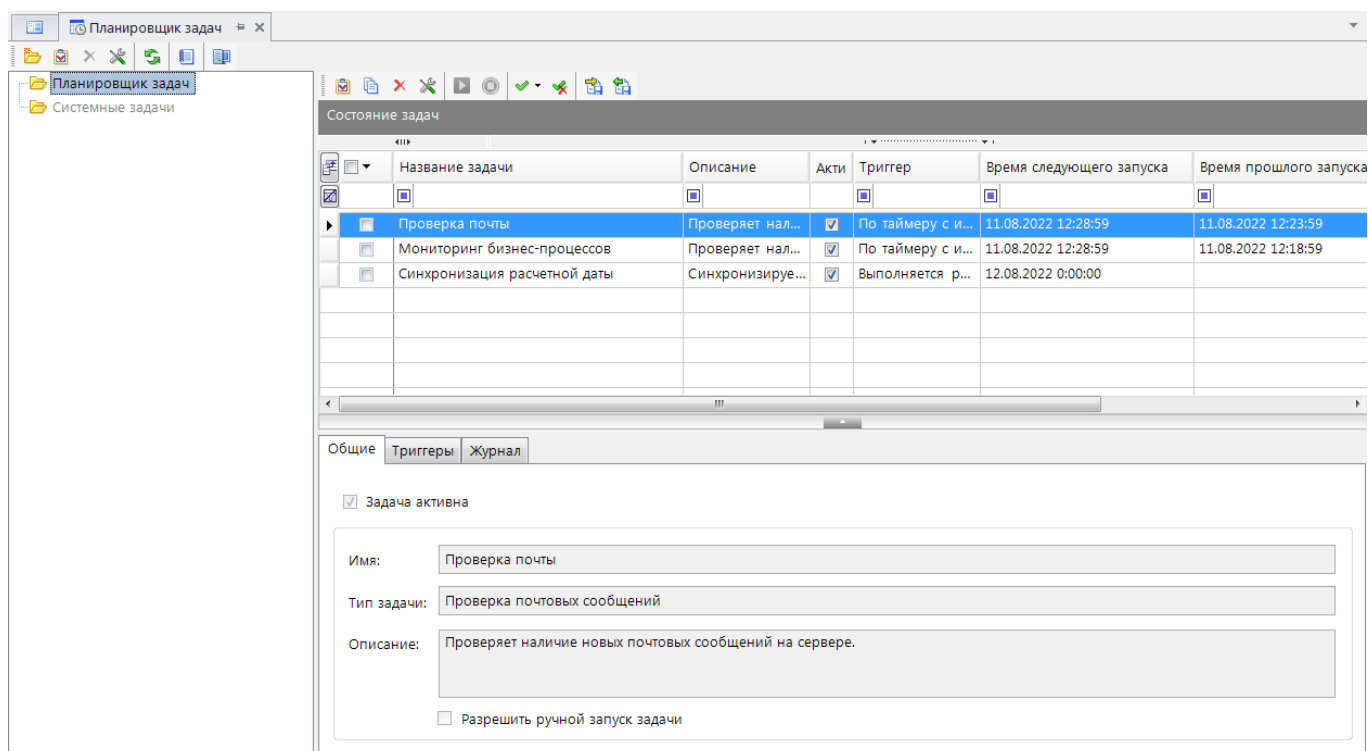 Планировщик задач
Планировщик задач
Системные задачи
Состояние задач
Название задачи Описание Акти Триггер Время следующего запуска Время прошлого запуска
Проверка почты Проверяет нал... По таймеру с и... 11.08.2022 12:28:59 11.08.2022 12:23:59
Мониторинг бизнес-процессов Проверяет нал... По таймеру с и... 11.08.2022 12:28:59 11.08.2022 12:18:59
Синхронизация расчетной даты Синхронизируе... Выполняется р... 12.08.2022 0:00:00
Общие Триггеры Журнал
Задача активна
Имя: Проверка почты
Тип задачи: Проверка почтовых сообщений
Описание: Проверяет наличие новых почтовых сообщений на сервере.
Разрешить ручной запуск задачи